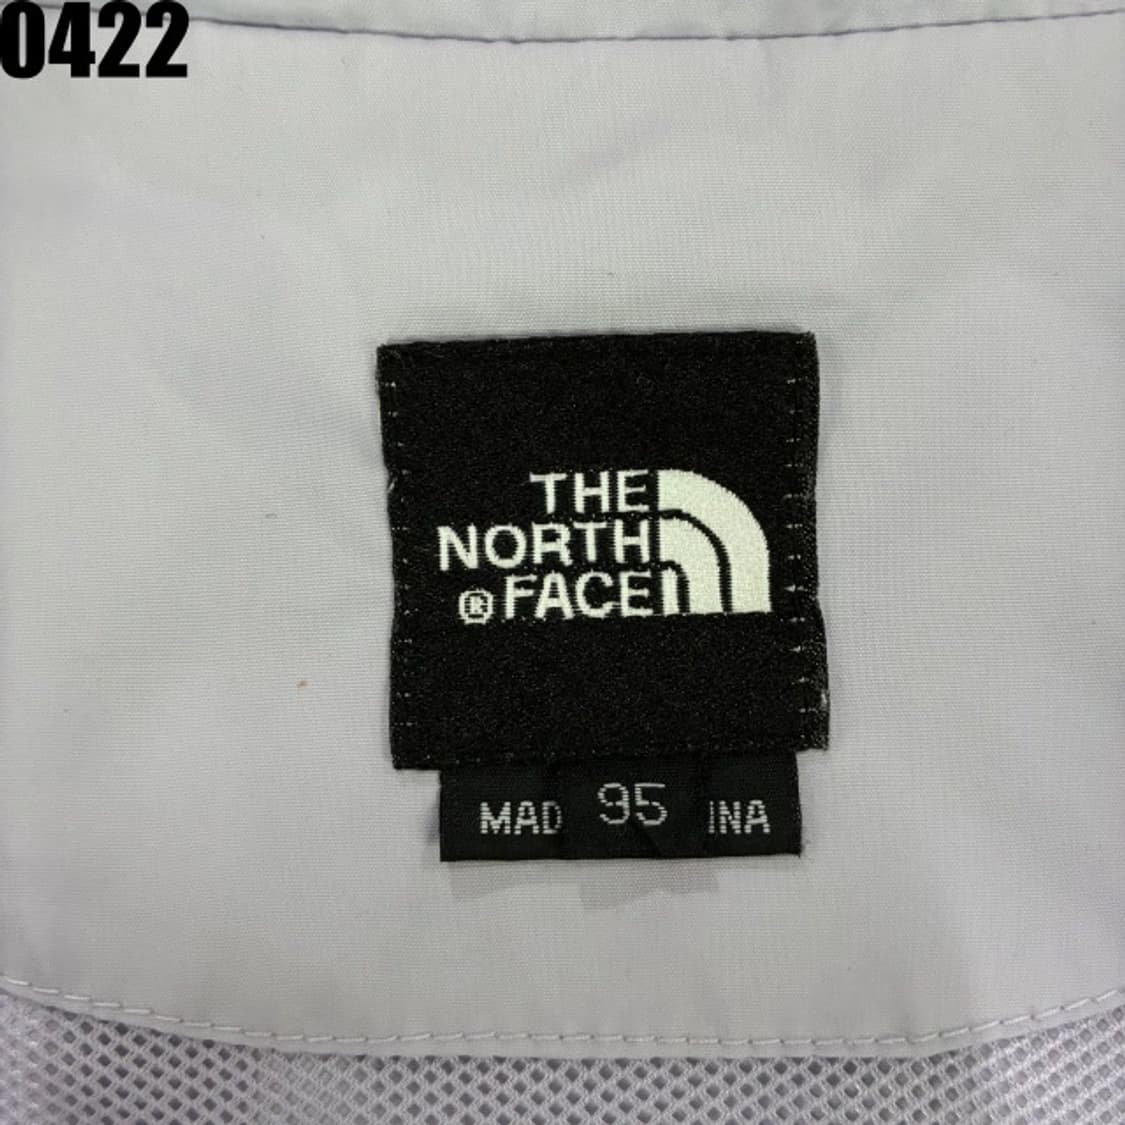 0422
THE
NORTH
® FACE
MAD 95 INA